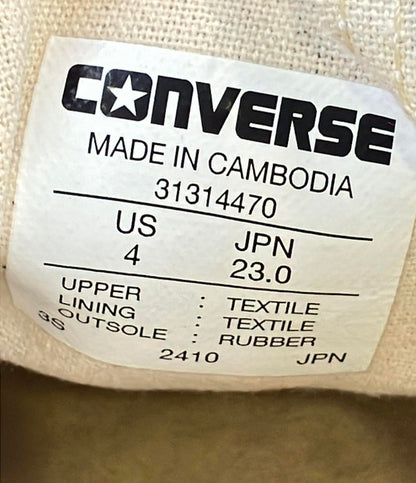 CONVERSE
MADE IN CAMBODIA
31314470
US JPN
4 23.0
UPPER : TEXTILE
LINING : TEXTILE
OUTSOLE : RUBBER
3S 2410 JPN